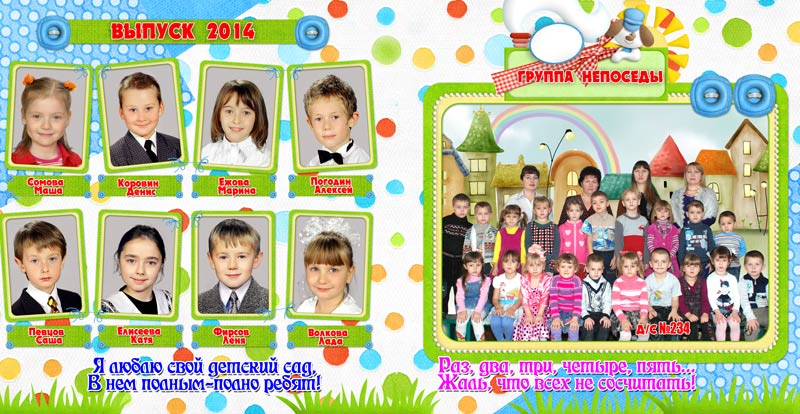 ВЫПУСК 2014
Сомова
Маша
Коровин
Денис
Ежова
Марина
Погодин
Алексей
Певцов
Саша
Елисеева
Катя
Фирсов
Лёня
Волкова
Лада
Я люблю свой детский сад,
В нем полным-полно ребят!
ГРУППА НЕПОСЕДЫ
Д/С №234
Раз, два, три, четыре, пять...
Жаль, что всех не сосчитать!